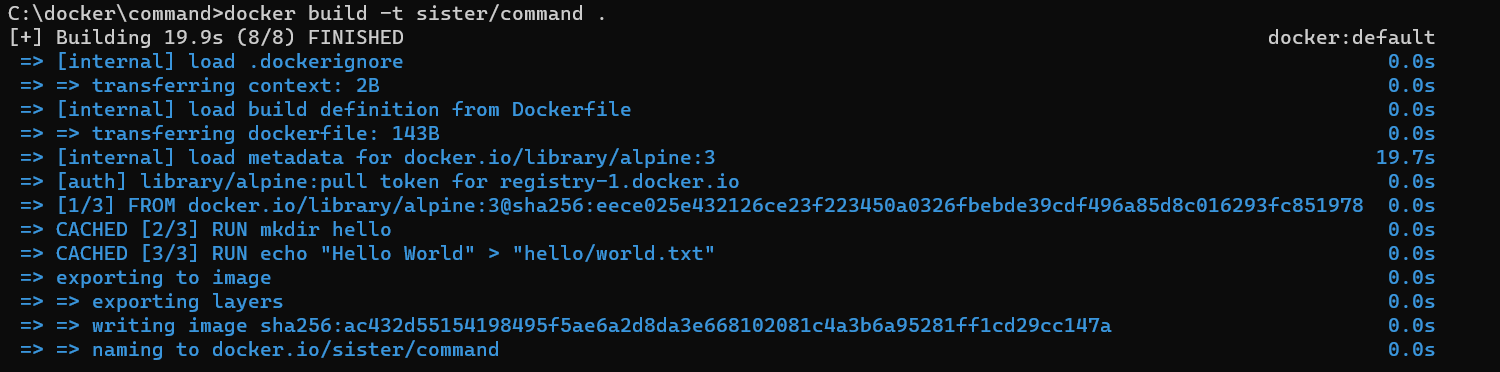 C:\docker\command>docker build -t sister/command .
[+] Building 19.9s (8/8) FINISHED docker:default
=> [internal] load .dockerignore 0.0s
=> => transferring context: 2B 0.0s
=> [internal] load build definition from Dockerfile 0.0s
=> => transferring dockerfile: 143B 0.0s
=> [internal] load metadata for docker.io/library/alpine:3 19.7s
=> [auth] library/alpine:pull token for registry-1.docker.io 0.0s
=> [1/3] FROM docker.io/library/alpine:3@sha256:eece025e432126ce23f223450a0326fbebde39cdf496a85d8c016293fc851978 0.0s
=> CACHED [2/3] RUN mkdir hello 0.0s
=> CACHED [3/3] RUN echo "Hello World" > "hello/world.txt" 0.0s
=> exporting to image 0.0s
=> => exporting layers 0.0s
=> => writing image sha256:ac432d55154198495f5ae6a2d8da3e668102081c4a3b6a95281ff1cd29cc147a 0.0s
=> => naming to docker.io/sister/command 0.0s